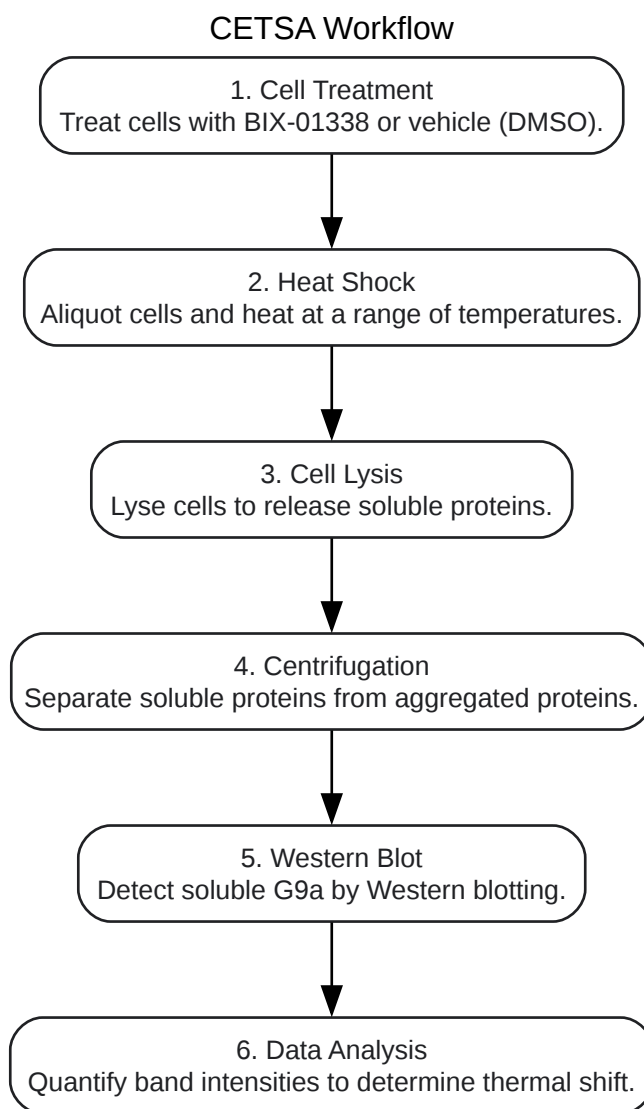 CETSA Workflow
1. Cell Treatment
Treat cells with BIX-01338 or vehicle (DMSO).
2. Heat Shock
Aliquot cells and heat at a range of temperatures.
3. Cell Lysis
Lyse cells to release soluble proteins.
4. Centrifugation
Separate soluble proteins from aggregated proteins.
5. Western Blot
Detect soluble G9a by Western blotting.
6. Data Analysis
Quantify band intensities to determine thermal shift.